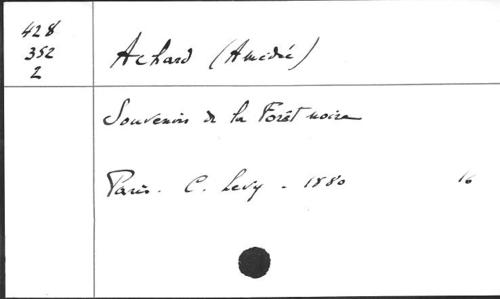 428
352
2
Achard (Amédée)
Souvenirs de la Forêt noire
Paris. C. Levy - 1880 16